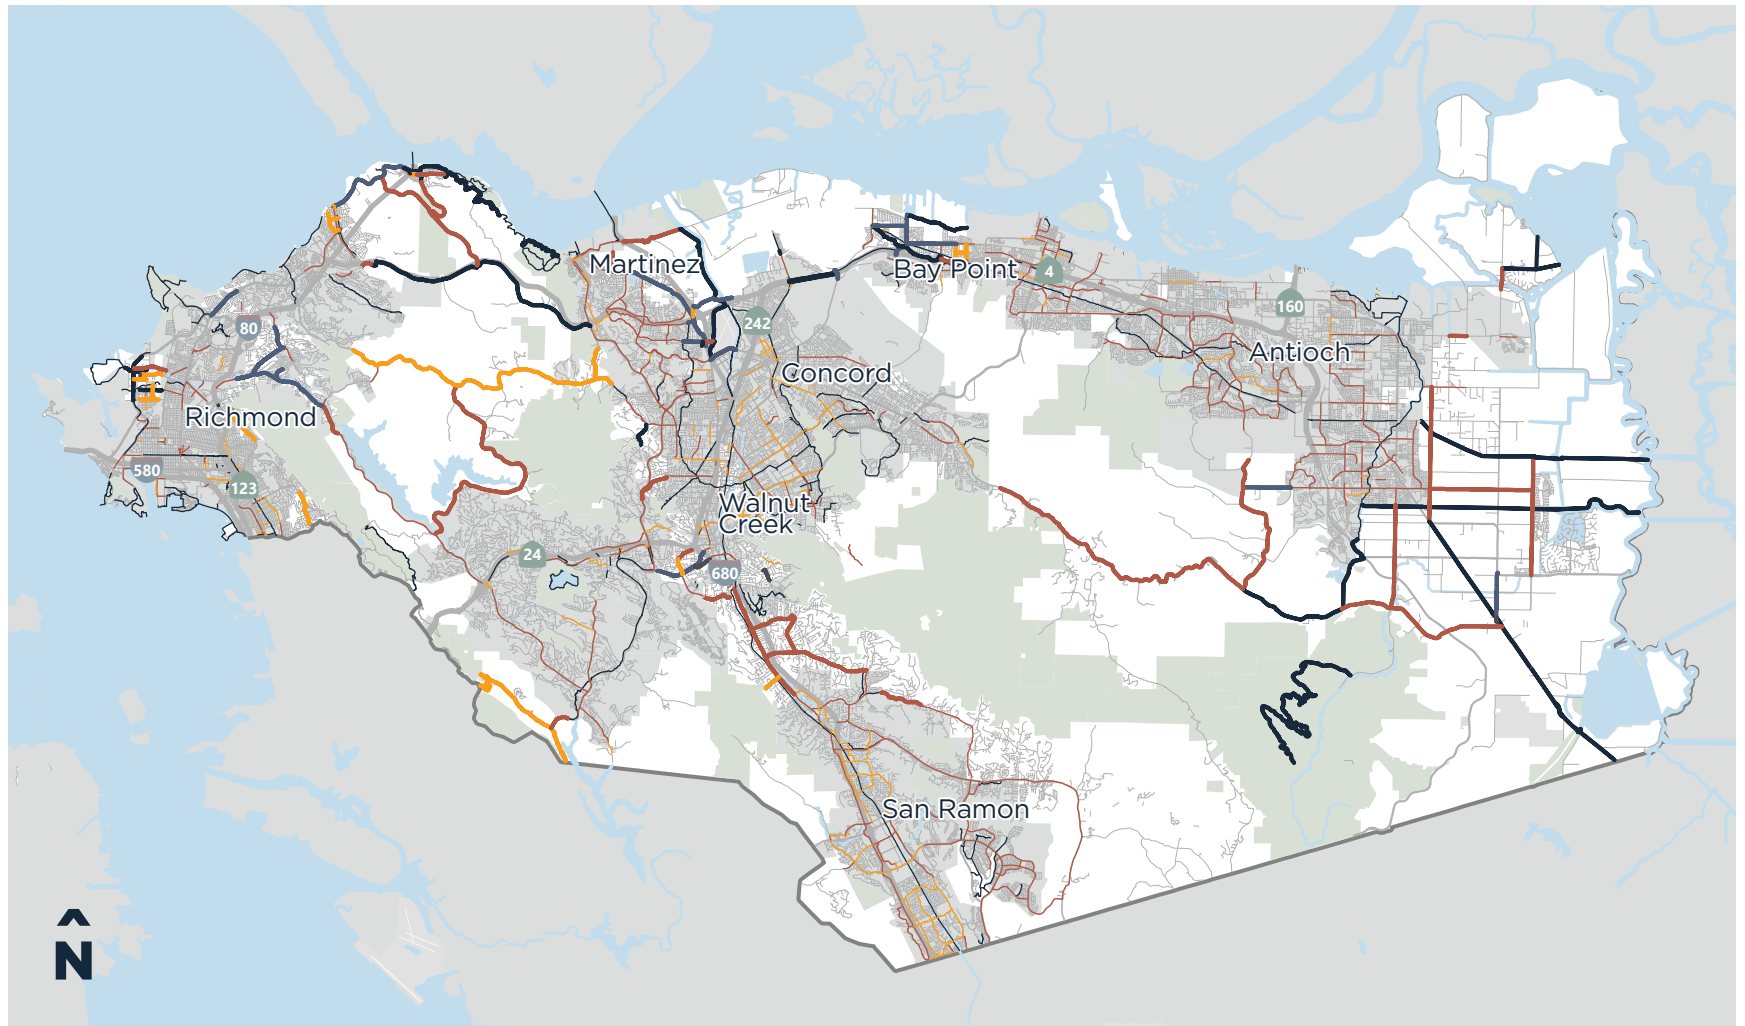 Martinez
Bay Point
4
160
80
242
Antioch
Concord
Richmond
580
123
Walnut
Creek
24
680
San Ramon
N